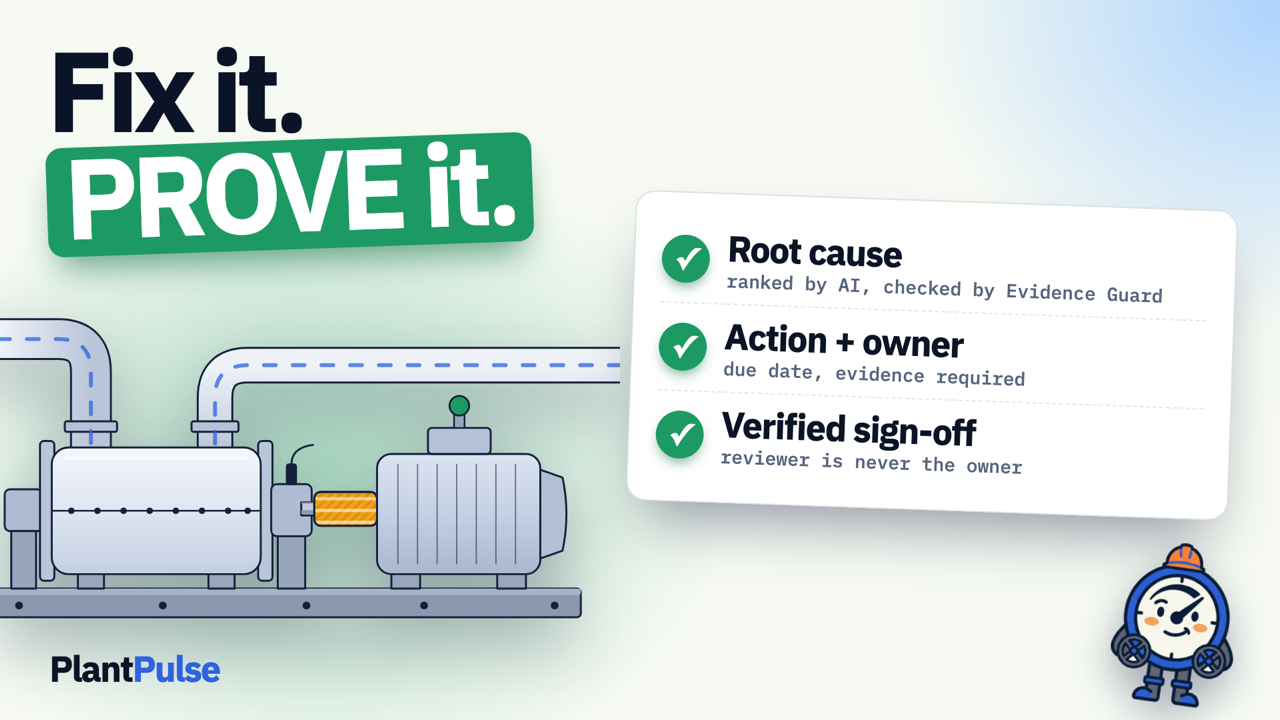 Fix it.
PROVE it.
Root cause
ranked by AI, checked by Evidence Guard
Action + owner
due date, evidence required
Verified sign-off
reviewer is never the owner
PlantPulse